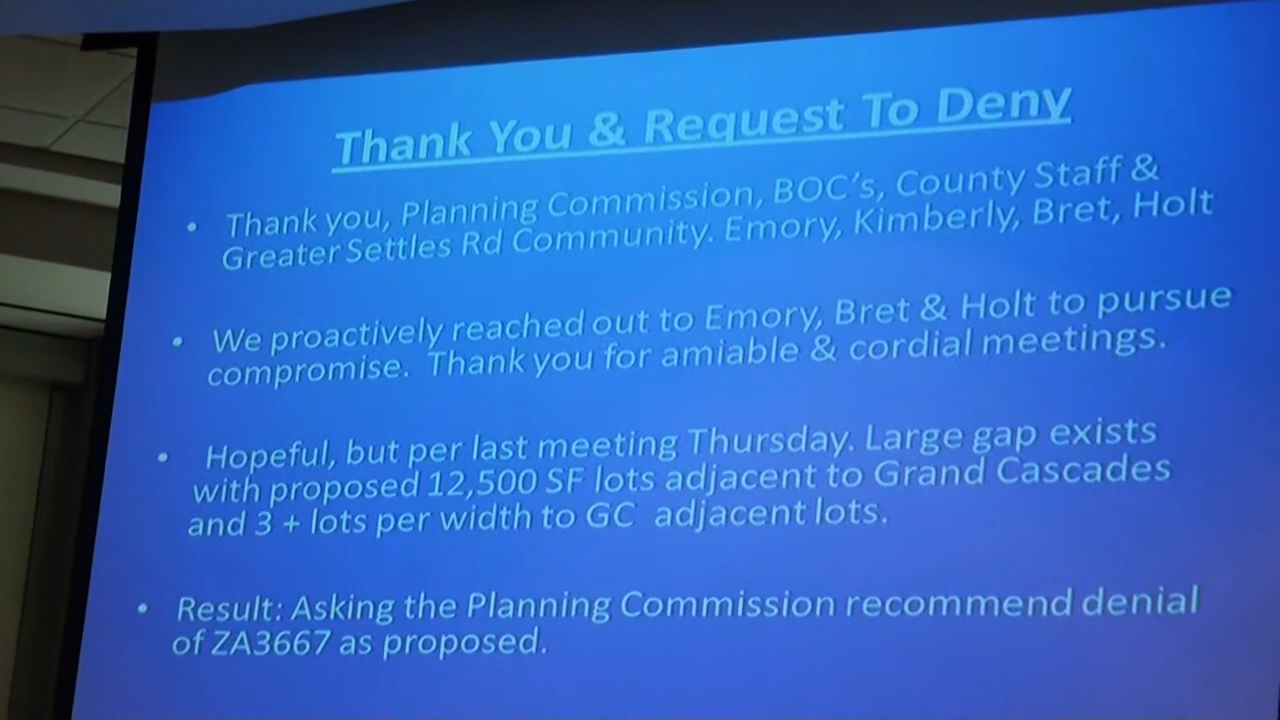 Thank You & Request To Deny
• Thank you, Planning Commission, BOC's, County Staff &
Greater Settles Rd Community. Emory, Kimberly, Bret, Holt
• We proactively reached out to Emory, Bret & Holt to pursue
compromise. Thank you for amiable & cordial meetings.
• Hopeful, but per last meeting Thursday. Large gap exists
with proposed 12,500 SF lots adjacent to Grand Cascades
and 3 + lots per width to GC adjacent lots.
• Result: Asking the Planning Commission recommend denial
of ZA3667 as proposed.